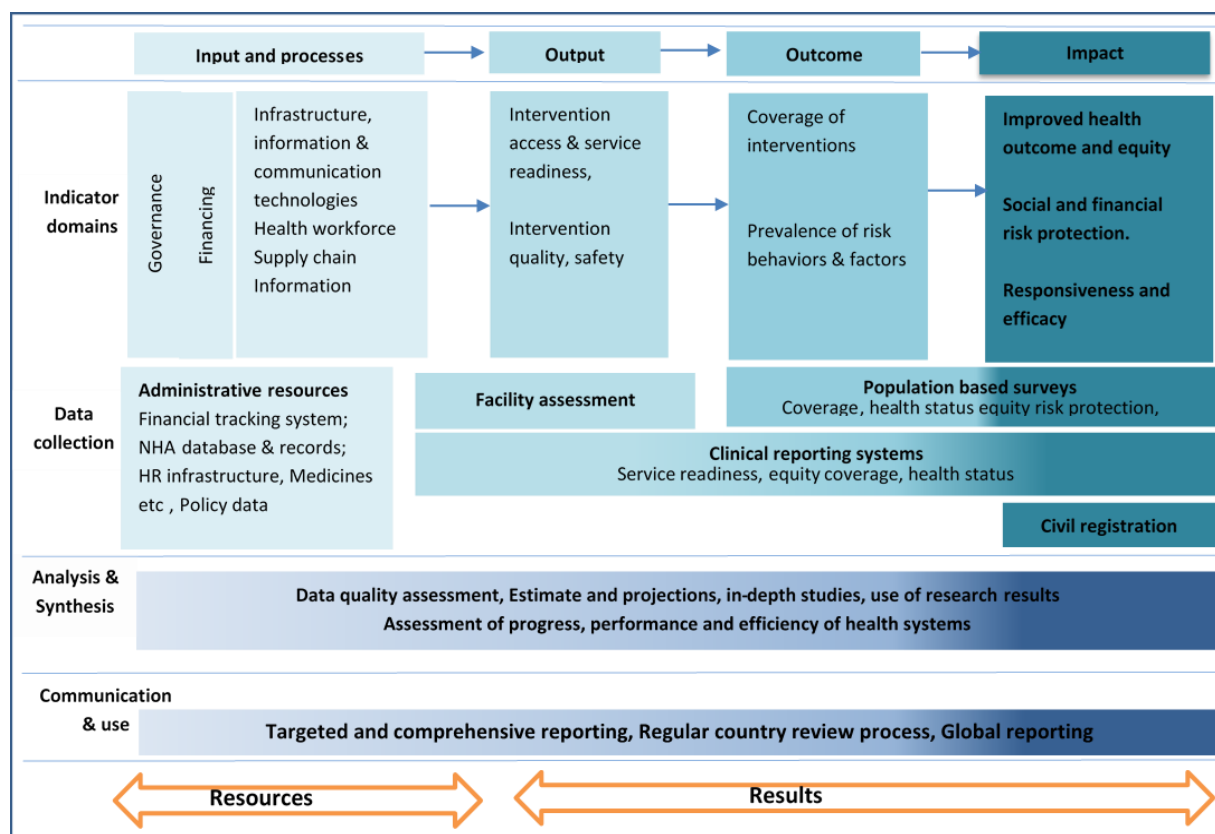 Input and processes
Output
Outcome
Impact
Indicator
domains
Governance
Financing
Infrastructure,
information &
communication
technologies
Health workforce
Supply chain
Information
Intervention
access & service
readiness,
Intervention
quality, safety
Coverage of
interventions
Prevalence of risk
behaviors & factors
Improved health
outcome and equity
Social and financial
risk protection.
Responsiveness and
efficacy
Data
collection
Administrative resources
Financial tracking system;
NHA database & records;
HR infrastructure, Medicines
etc , Policy data
Facility assessment
Population based surveys
Coverage, health status equity risk protection,
Clinical reporting systems
Service readiness, equity coverage, health status
Civil registration
Analysis &
Synthesis
Data quality assessment, Estimate and projections, in-depth studies, use of research results
Assessment of progress, performance and efficiency of health systems
Communication
& use
Targeted and comprehensive reporting, Regular country review process, Global reporting
Resources
Results